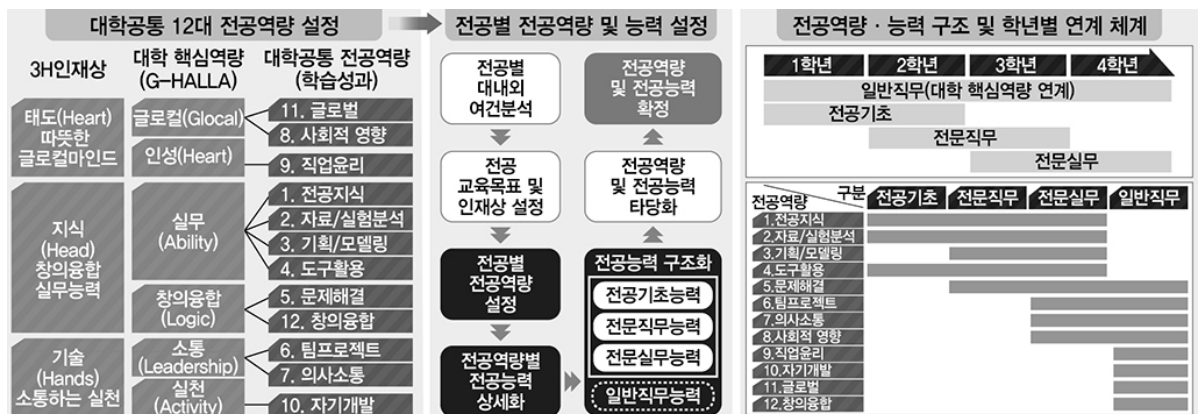 대학공통 12대 전공역량 설정
3H인재상
대학 핵심역량
(G-HALLA)
대학공통 전공역량
(학습성과)
태도(Heart)
따뜻한
글로컬마인드
글로컬(Glocal)
11. 글로벌
8. 사회적 영향
인성(Heart)
9. 직업윤리
지식
(Head)
창의융합
실무능력
실무
(Ability)
1. 전공지식
2. 자료/실험분석
3. 기획/모델링
4. 도구활용
창의융합
(Logic)
5. 문제해결
12. 창의융합
기술
(Hands)
소통하는 실천
소통
(Leadership)
6. 팀프로젝트
7. 의사소통
실천
(Activity)
10. 자기개발
전공별 전공역량 및 능력 설정
전공별
대내외
여건분석
전공
교육목표 및
인재상 설정
전공별
전공역량
설정
전공역량별
전공능력
상세화
전공능력 구조화
전공기초능력
전문직무능력
전문실무능력
일반직무능력
전공역량
및 전공능력
타당화
전공역량
및 전공능력
확정
전공역량 · 능력 구조 및 학년별 연계 체계
1학년 2학년 3학년 4학년
일반직무(대학 핵심역량 연계)
전공기초
전문직무
전문실무
구분
전공역량
전공기초 전문직무 전문실무 일반직무
1.전공지식
2.자료/실험분석
3.기획/모델링
4.도구활용
5.문제해결
6.팀프로젝트
7.의사소통
8.사회적 영향
9.직업윤리
10.자기개발
11.글로벌
12.창의융합